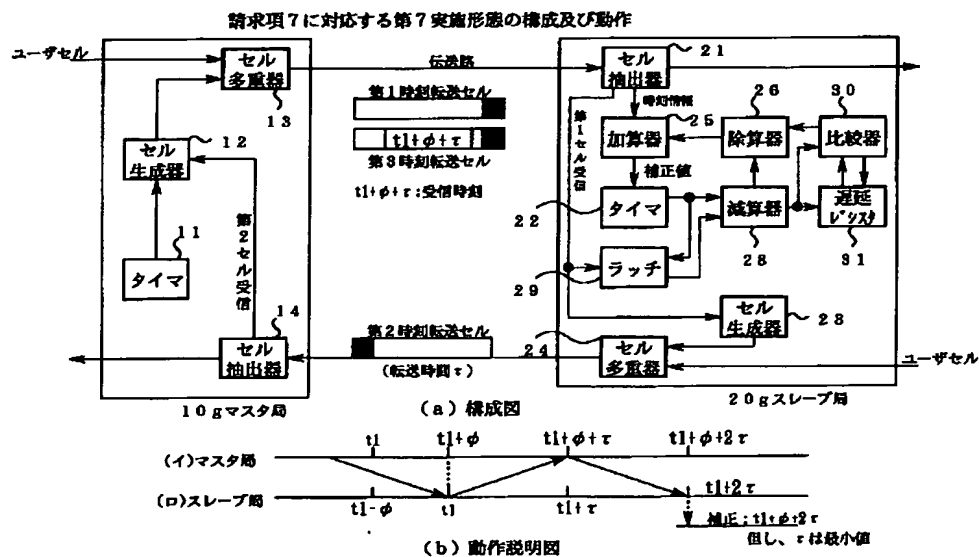 請求項7に対応する第7実施形態の構成及び動作
ユーザセル
セル
多重器
13
伝送路
セル
抽出器
21
第1時刻転送セル
t1+φ+τ
第3時刻転送セル
t1+φ+τ:受信時刻
12
セル
生成器
第2セル受信
11
タイマ
14
セル
抽出器
第1セル受信
時刻情報
25
加算器
補正値
26
除算器
30
比較器
22
タイマ
減算器
28
遅延
レジスタ
31
29
ラッチ
セル
生成器
23
24
セル
多重器
ユーザセル
第2時刻転送セル
(転送時間τ)
10gマスタ局
20gスレーブ局
(a)構成図
t1
t1+φ
t1+φ+τ
t1+φ+2τ
(イ)マスタ局
(ロ)スレーブ局
t1-φ
t1
t1+τ
t1+2τ
補正;t1+φ+2τ
但し、τは最小値
(b)動作説明図